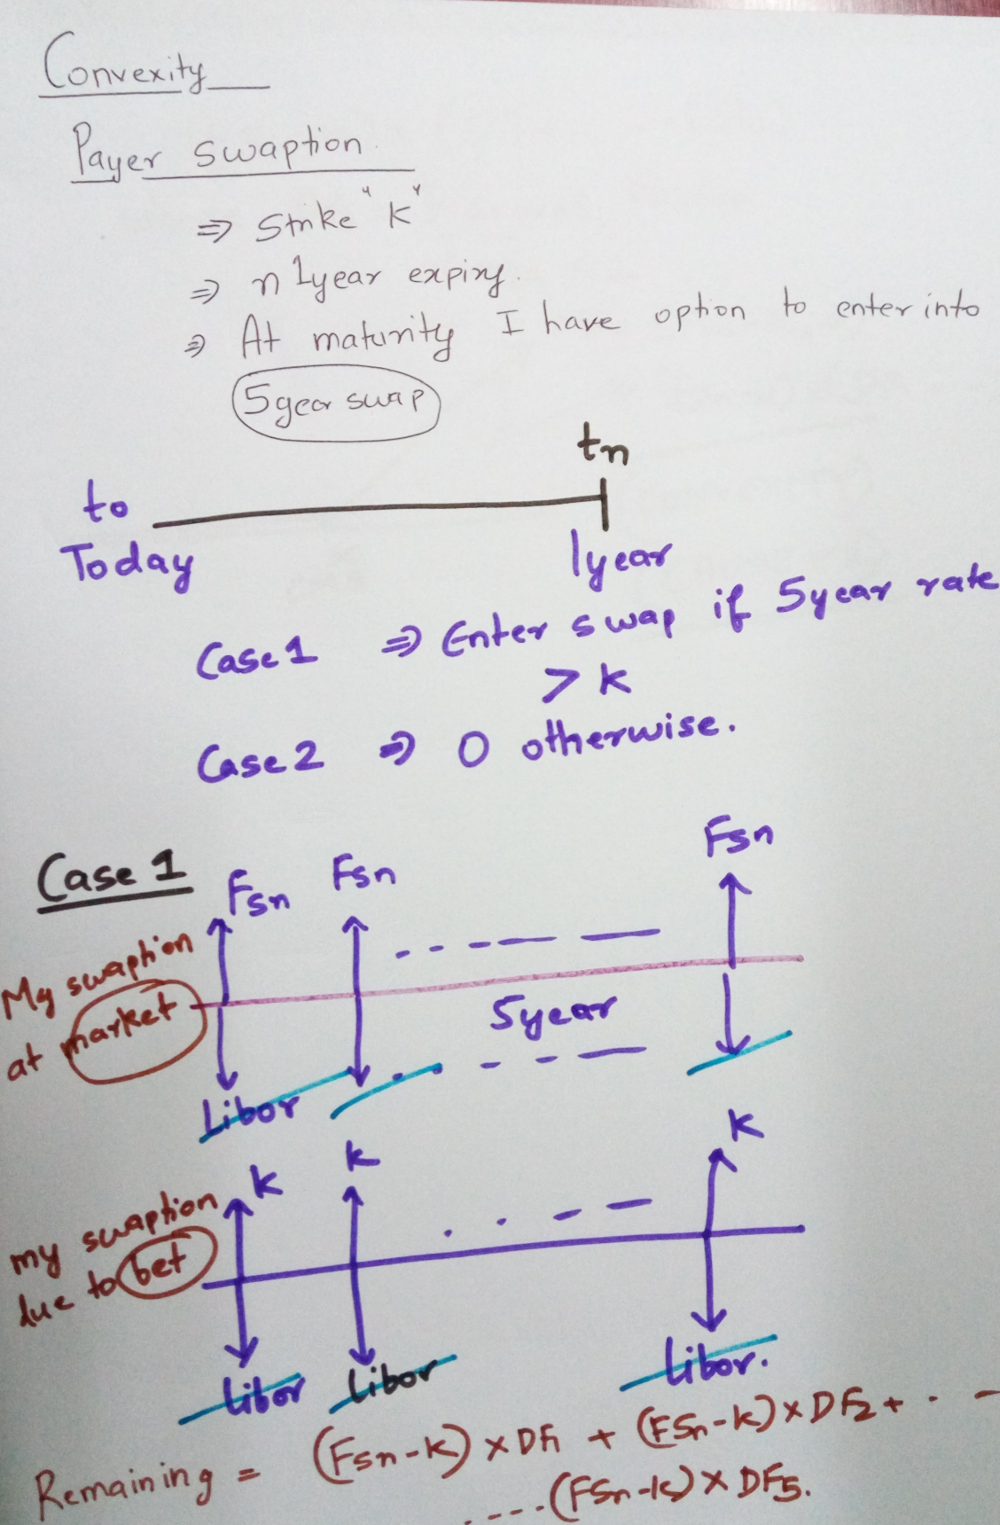 Convexity
Payer swaption
⇒ Strike "K"
⇒ n 1year expiry.
⇒ At maturity I have option to enter into
5year swap
tn
to
Today
1year
Case 1 ⇒ Enter swap if 5year rate
> K
Case 2 ⇒ 0 otherwise.
Case 1
Fsn Fsn Fsn
My swaption
at market
5year
Libor
K K K
my swaption
due to bet
Libor Libor Libor.
Remaining = (Fsn-K) x DF1 + (FSn-K) x DF2 + . -
....(FSn-K) x DF5.